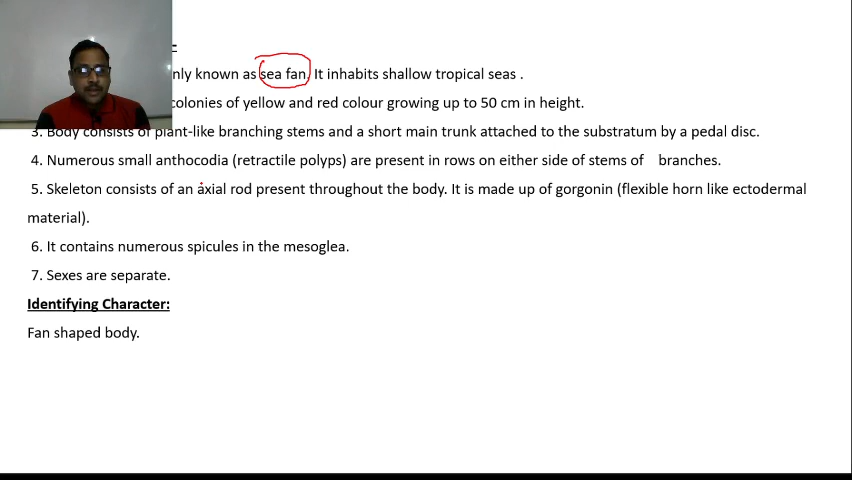 known as sea fan. It inhabits shallow tropical seas .
colonies of yellow and red colour growing up to 50 cm in height.
3. Body consists of plant-like branching stems and a short main trunk attached to the substratum by a pedal disc.
4. Numerous small anthocodia (retractile polyps) are present in rows on either side of stems of branches.
5. Skeleton consists of an axial rod present throughout the body. It is made up of gorgonin (flexible horn like ectodermal
material).
6. It contains numerous spicules in the mesoglea.
7. Sexes are separate.
Identifying Character:
Fan shaped body.